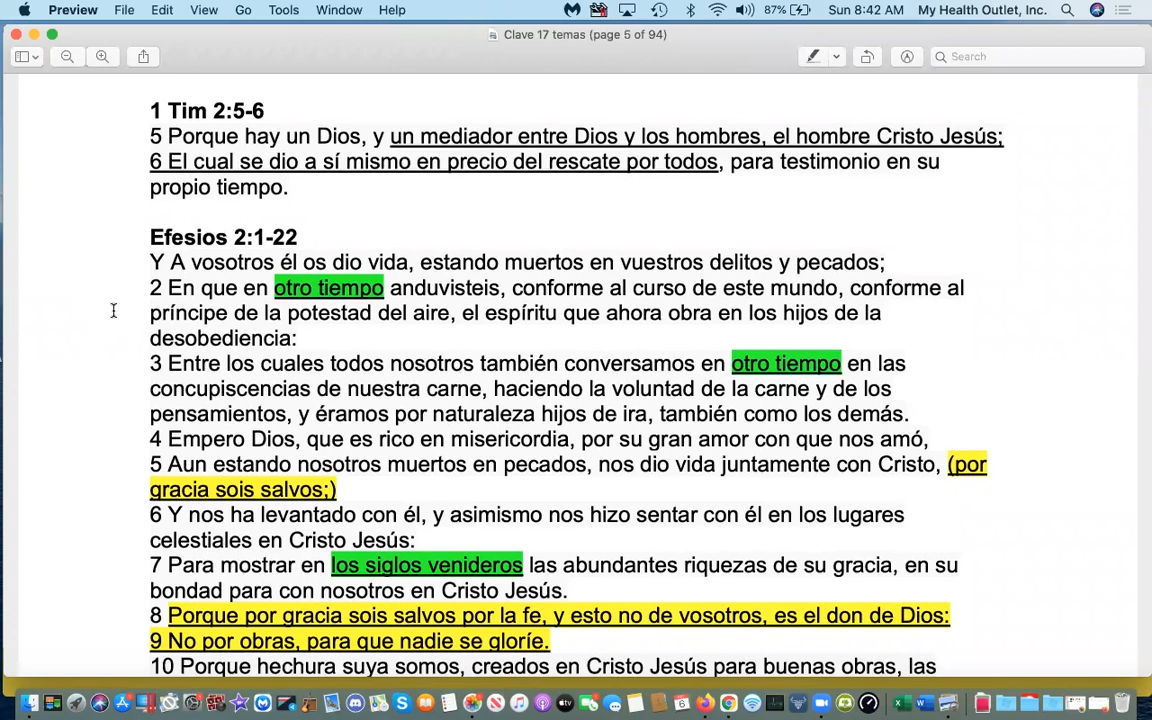 Preview File Edit View Go Tools Window Help 87% Sun 8:42 AM My Health Outlet, Inc.
Clave 17 temas (page 5 of 94)
Search
1 Tim 2:5-6
5 Porque hay un Dios, y un mediador entre Dios y los hombres, el hombre Cristo Jesús;
6 El cual se dio a sí mismo en precio del rescate por todos, para testimonio en su
propio tiempo.
Efesios 2:1-22
Y A vosotros él os dio vida, estando muertos en vuestros delitos y pecados;
2 En que en otro tiempo anduvisteis, conforme al curso de este mundo, conforme al
príncipe de la potestad del aire, el espíritu que ahora obra en los hijos de la
desobediencia:
3 Entre los cuales todos nosotros también conversamos en otro tiempo en las
concupiscencias de nuestra carne, haciendo la voluntad de la carne y de los
pensamientos, y éramos por naturaleza hijos de ira, también como los demás.
4 Empero Dios, que es rico en misericordia, por su gran amor con que nos amó,
5 Aun estando nosotros muertos en pecados, nos dio vida juntamente con Cristo, (por
gracia sois salvos;)
6 Y nos ha levantado con él, y asimismo nos hizo sentar con él en los lugares
celestiales en Cristo Jesús:
7 Para mostrar en los siglos venideros las abundantes riquezas de su gracia, en su
bondad para con nosotros en Cristo Jesús.
8 Porque por gracia sois salvos por la fe, y esto no de vosotros, es el don de Dios:
9 No por obras, para que nadie se gloríe.
10 Porque hechura suya somos, creados en Cristo Jesús para buenas obras, las